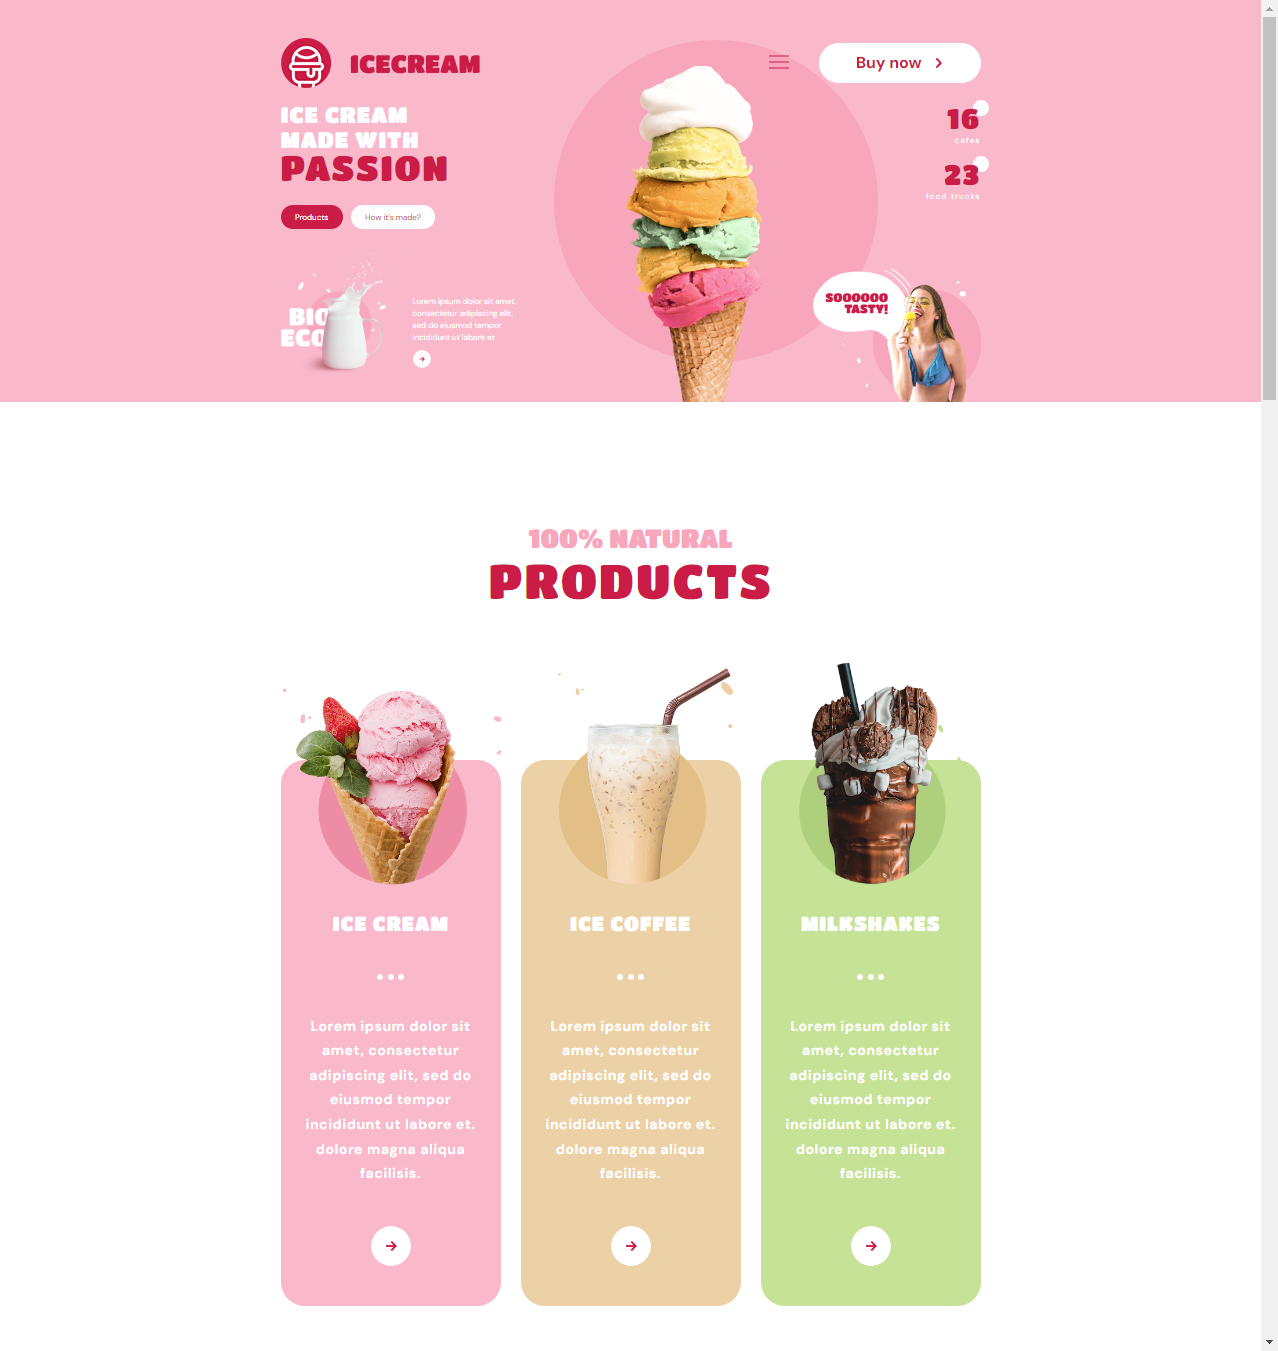 ICECREAM
Buy now
ICE CREAM
MADE WITH
PASSION
Products
How it's made?
16
cafes
23
food trucks
BIO
ECO
Lorem ipsum dolor sit amet,
consectetur adipiscing elit,
sed do eiusmod tempor
incididunt ut labore et
SOOOOOO
TASTY!
100% NATURAL
PRODUCTS
ICE CREAM
Lorem ipsum dolor sit
amet, consectetur
adipiscing elit, sed do
eiusmod tempor
incididunt ut labore et.
dolore magna aliqua
facilisis.
ICE COFFEE
Lorem ipsum dolor sit
amet, consectetur
adipiscing elit, sed do
eiusmod tempor
incididunt ut labore et.
dolore magna aliqua
facilisis.
MILKSHAKES
Lorem ipsum dolor sit
amet, consectetur
adipiscing elit, sed do
eiusmod tempor
incididunt ut labore et.
dolore magna aliqua
facilisis.